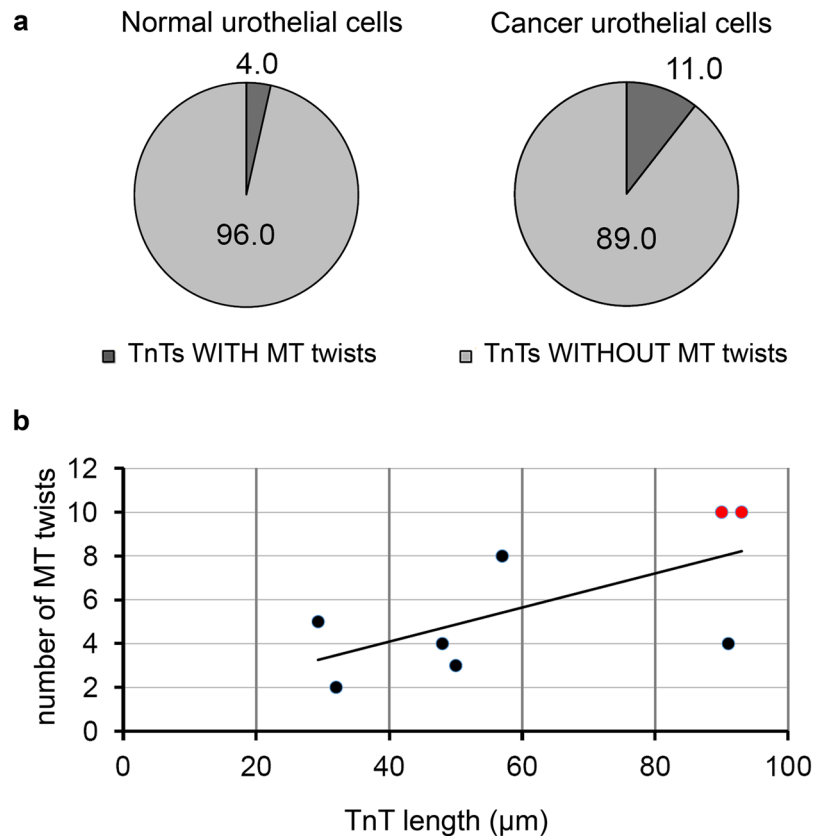 a
Normal urothelial cells
Cancer urothelial cells
4.0
96.0
11.0
89.0
TnTs WITH MT twists
TnTs WITHOUT MT twists
b
number of MT twists
12
10
8
6
4
2
0
0 20 40 60 80 100
TnT length (µm)